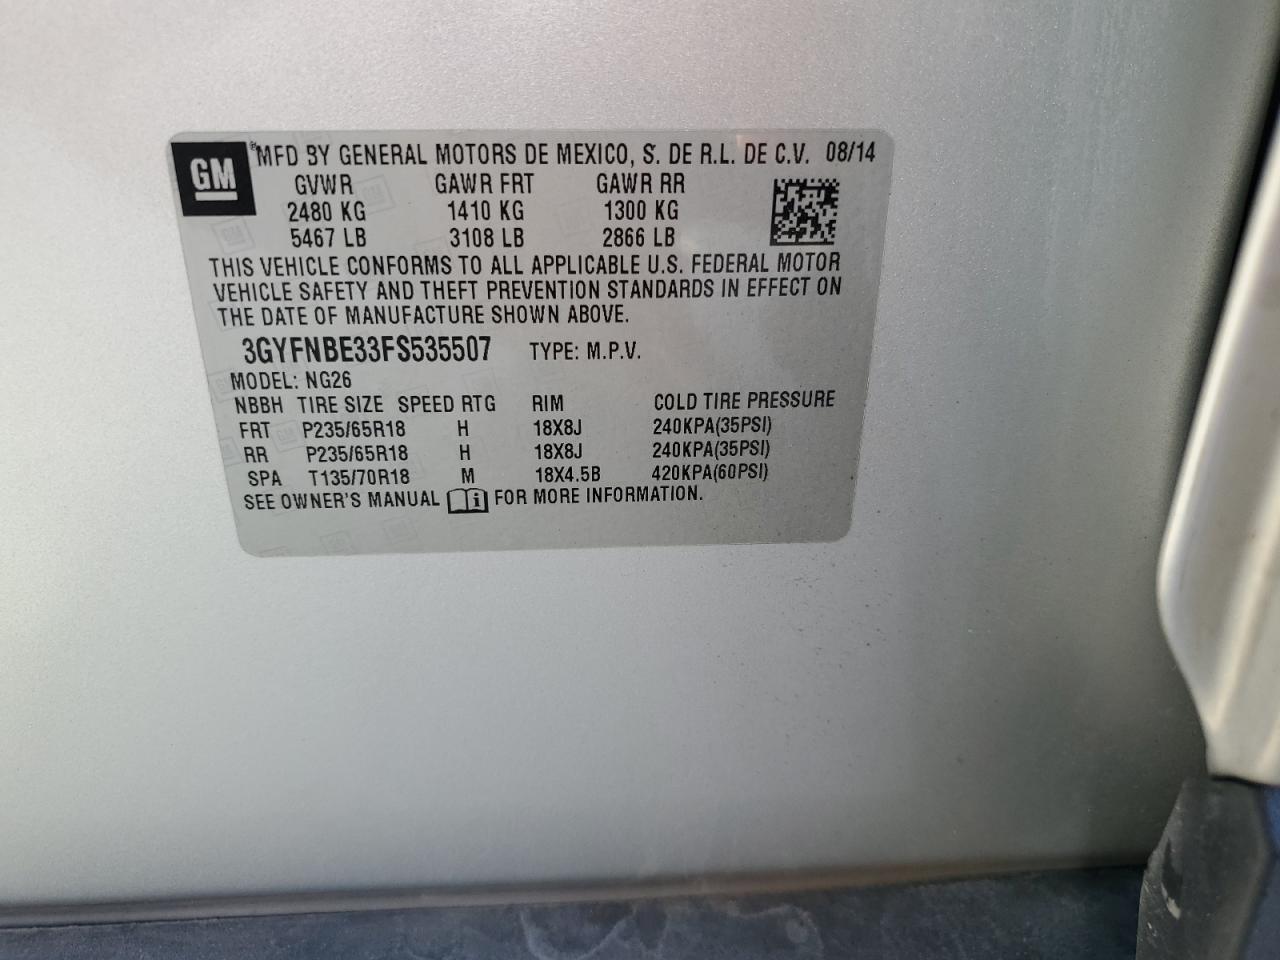 GM ® MFD BY GENERAL MOTORS DE MEXICO, S. DE R.L. DE C.V. 08/14
GVWR GAWR FRT GAWR RR
2480 KG 1410 KG 1300 KG
5467 LB 3108 LB 2866 LB
THIS VEHICLE CONFORMS TO ALL APPLICABLE U.S. FEDERAL MOTOR
VEHICLE SAFETY AND THEFT PREVENTION STANDARDS IN EFFECT ON
THE DATE OF MANUFACTURE SHOWN ABOVE.
3GYFNBE33FS535507 TYPE: M.P.V.
MODEL: NG26
NBBH TIRE SIZE SPEED RTG RIM COLD TIRE PRESSURE
FRT P235/65R18 H 18X8J 240KPA(35PSI)
RR P235/65R18 H 18X8J 240KPA(35PSI)
SPA T135/70R18 M 18X4.5B 420KPA(60PSI)
SEE OWNER'S MANUAL i FOR MORE INFORMATION.